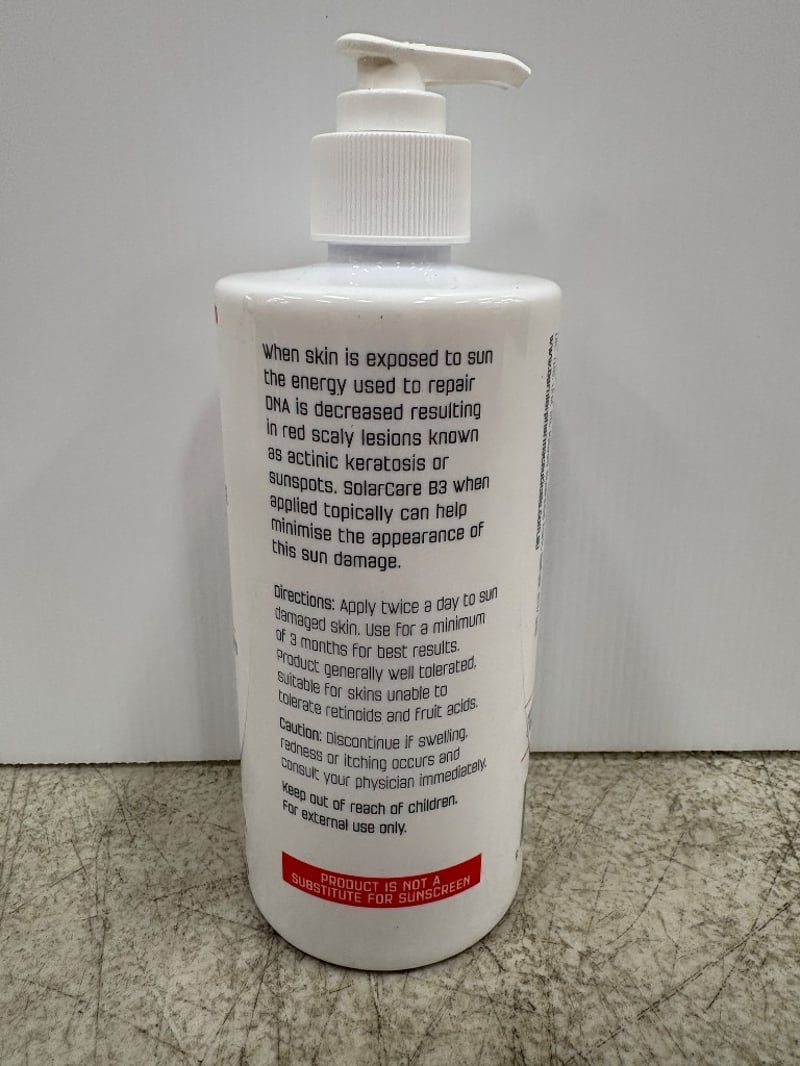 When skin is exposed to sun
the energy used to repair
DNA is decreased resulting
in red scaly lesions known
as actinic keratosis or
sunspots. SolarCare B3 when
applied topically can help
minimise the appearance of
this sun damage.
Directions: Apply twice a day to sun
damaged skin. Use for a minimum
of 3 months for best results.
Product generally well tolerated,
suitable for skins unable to
tolerate retinoids and fruit acids.
Caution: Discontinue if swelling,
redness or itching occurs and
consult your physician immediately.
Keep out of reach of children.
For external use only.
PRODUCT IS NOT A
SUBSTITUTE FOR SUNSCREEN